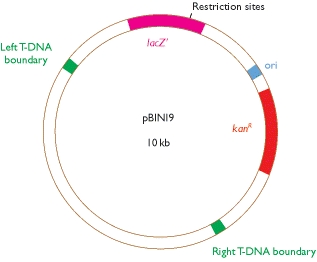 Restriction sites
lacZ'
Left T-DNA
boundary
ori
pBIN19
10 kb
kanR
Right T-DNA boundary